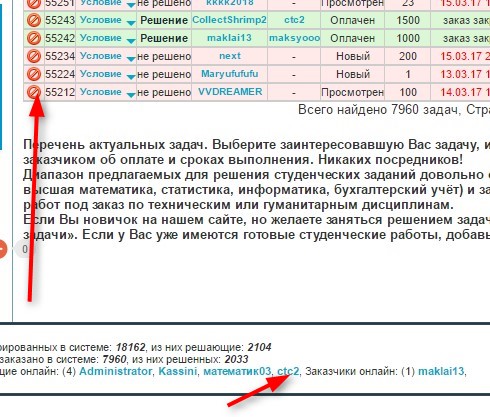 55251 Условие не решено kkkk2018 - Просмотрен 23 15.03.17 1
55243 Условие Решение CollectShrimp2 ctc2 Оплачен 1500 заказ зак
55242 Условие Решение maklai13 maksyooo Оплачен 1000 заказ зак
55234 Условие не решено next - Новый 200 15.03.17 0
55224 Условие не решено Maryufufufu - Новый 1 13.03.17 1
55212 Условие не решено VVDREAMER - Просмотрен 100 14.03.17 1
Всего найдено 7960 задач, Стра
Перечень актуальных задач. Выберите заинтересовавшую Вас задачу, и
заказчиком об оплате и сроках выполнения. Никаких посредников!
Диапазон предлагаемых для решения студенческих заданий довольно
высшая математика, статистика, информатика, бухгалтерский учёт) и за
работ под заказ по техническим или гуманитарным дисциплинам.
Если Вы новичок на нашем сайте, но желаете заняться решением задач
задачи». Если у Вас уже имеются готовые студенческие работы, добавь
0
рированных в системе: 18162, из них решающие: 2104
заказано в системе: 7960, из них решенных: 2033
щие онлайн: (4) Administrator, Kassini, математик03, ctc2, Заказчики онлайн: (1) maklai13,